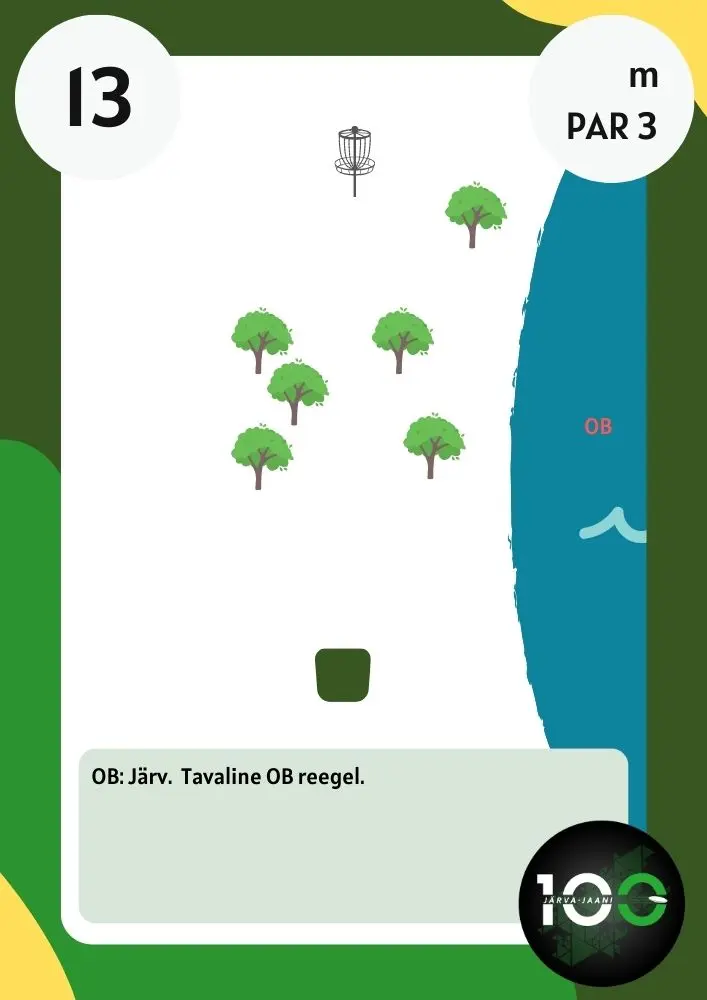 13
m
PAR 3
OB
OB: Järv. Tavaline OB reegel.
100
JÄRVA-JAANI